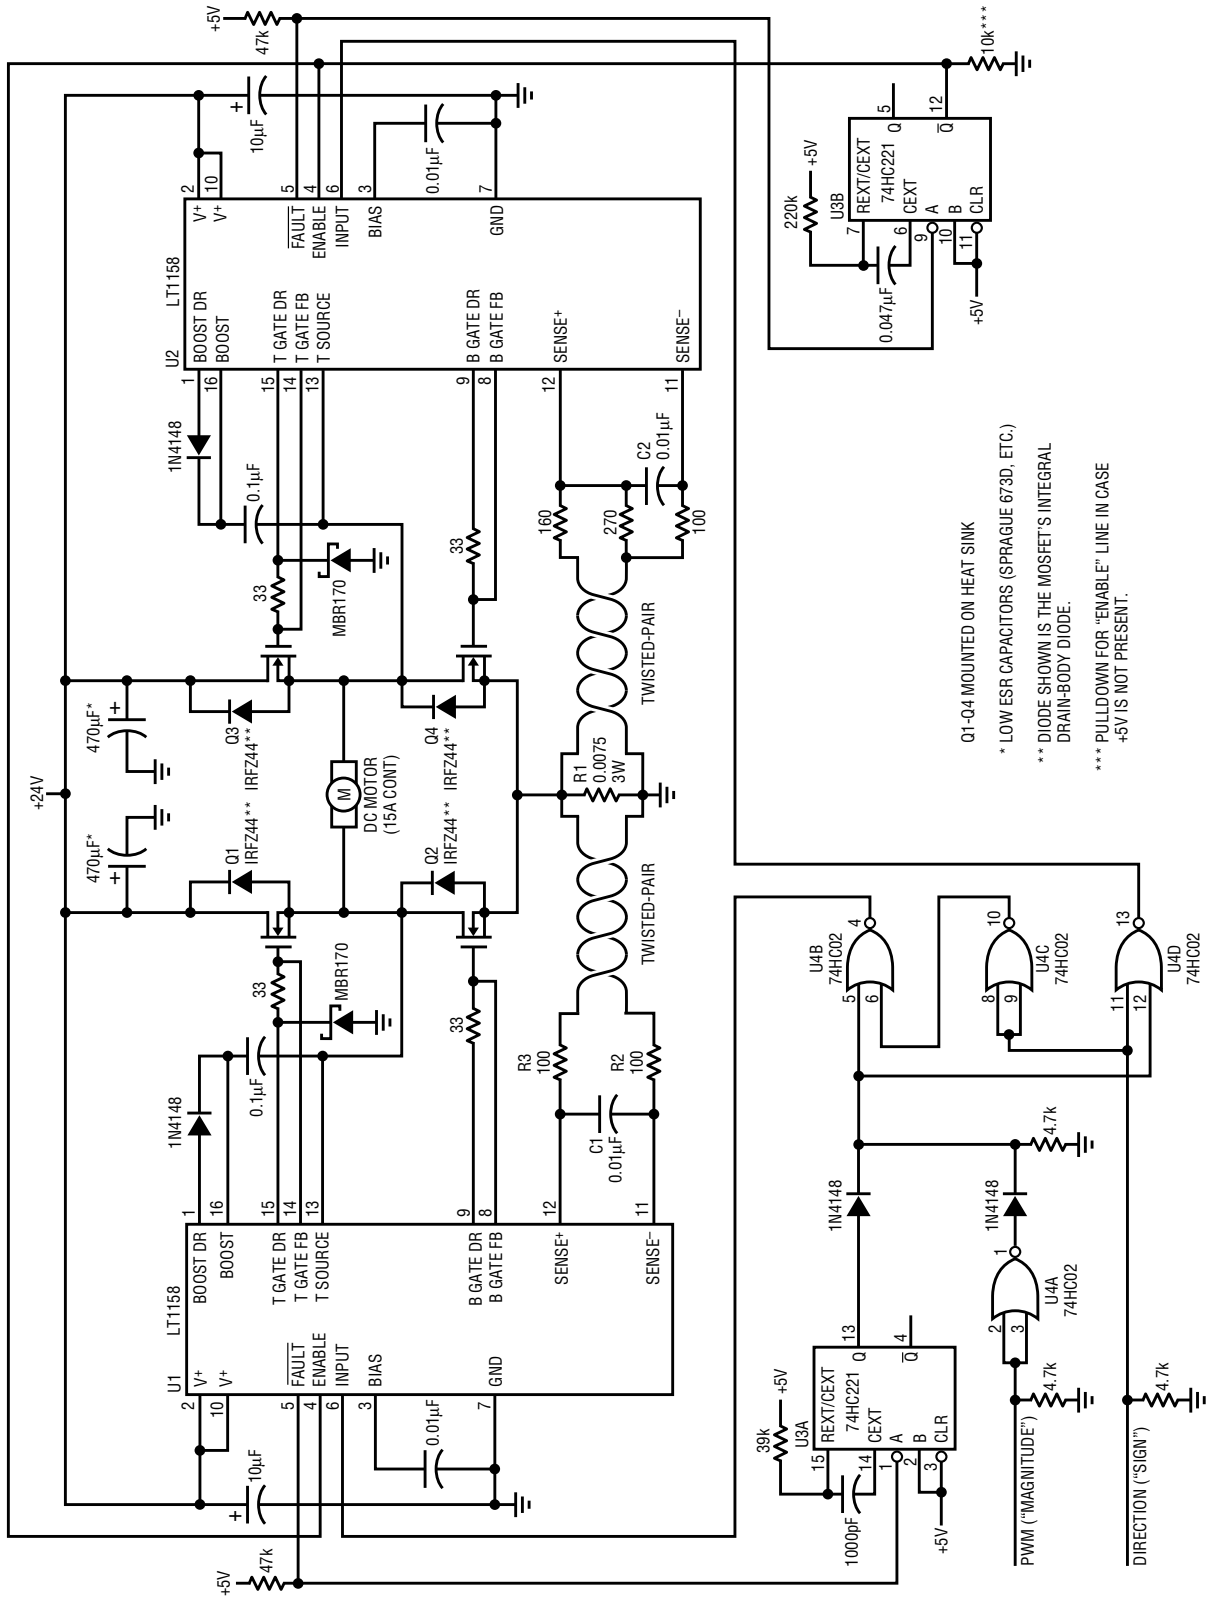 +24V
470µF*
+
470µF*
+
+5V
47k
10µF
+
U1
LT1158
2
V+
10
V+
5
FAULT
4
ENABLE
6
INPUT
3
BIAS
7
GND
0.01µF
1
BOOST DR
16
BOOST
15
T GATE DR
14
T GATE FB
13
T SOURCE
9
B GATE DR
8
B GATE FB
12
SENSE+
11
SENSE–
1N4148
0.1µF
33
MBR170
33
Q1
IRFZ44**
Q2
IRFZ44**
Q3
IRFZ44**
Q4
IRFZ44**
M
DC MOTOR
(15A CONT)
R3
100
R2
100
C1
0.01µF
TWISTED-PAIR
R1
0.0075
3W
TWISTED-PAIR
160
270
100
C2
0.01µF
33
MBR170
33
1N4148
0.1µF
U2
LT1158
1
BOOST DR
16
BOOST
15
T GATE DR
14
T GATE FB
13
T SOURCE
9
B GATE DR
8
B GATE FB
12
SENSE+
11
SENSE–
2
V+
10
V+
5
FAULT
4
ENABLE
6
INPUT
3
BIAS
7
GND
10µF
+
0.01µF
+5V
47k
+5V
39k
1000pF
+5V
U3A
15
REXT/CEXT
74HC221
14
CEXT
1
A
2
B
3
CLR
13
Q
4
Q
1N4148
1N4148
4.7k
2
3
1
U4A
74HC02
4.7k
4.7k
PWM (“MAGNITUDE”)
DIRECTION (“SIGN”)
U4B
74HC02
5
6
4
U4C
74HC02
8
9
10
U4D
74HC02
11
12
13
+5V
220k
0.047µF
+5V
U3B
7
REXT/CEXT
74HC221
6
CEXT
9
A
10
B
11
CLR
5
Q
12
Q
10k***
Q1-Q4 MOUNTED ON HEAT SINK
* LOW ESR CAPACITORS (SPRAGUE 673D, ETC.)
** DIODE SHOWN IS THE MOSFET’S INTEGRAL
DRAIN-BODY DIODE.
*** PULLDOWN FOR “ENABLE” LINE IN CASE
+5V IS NOT PRESENT.